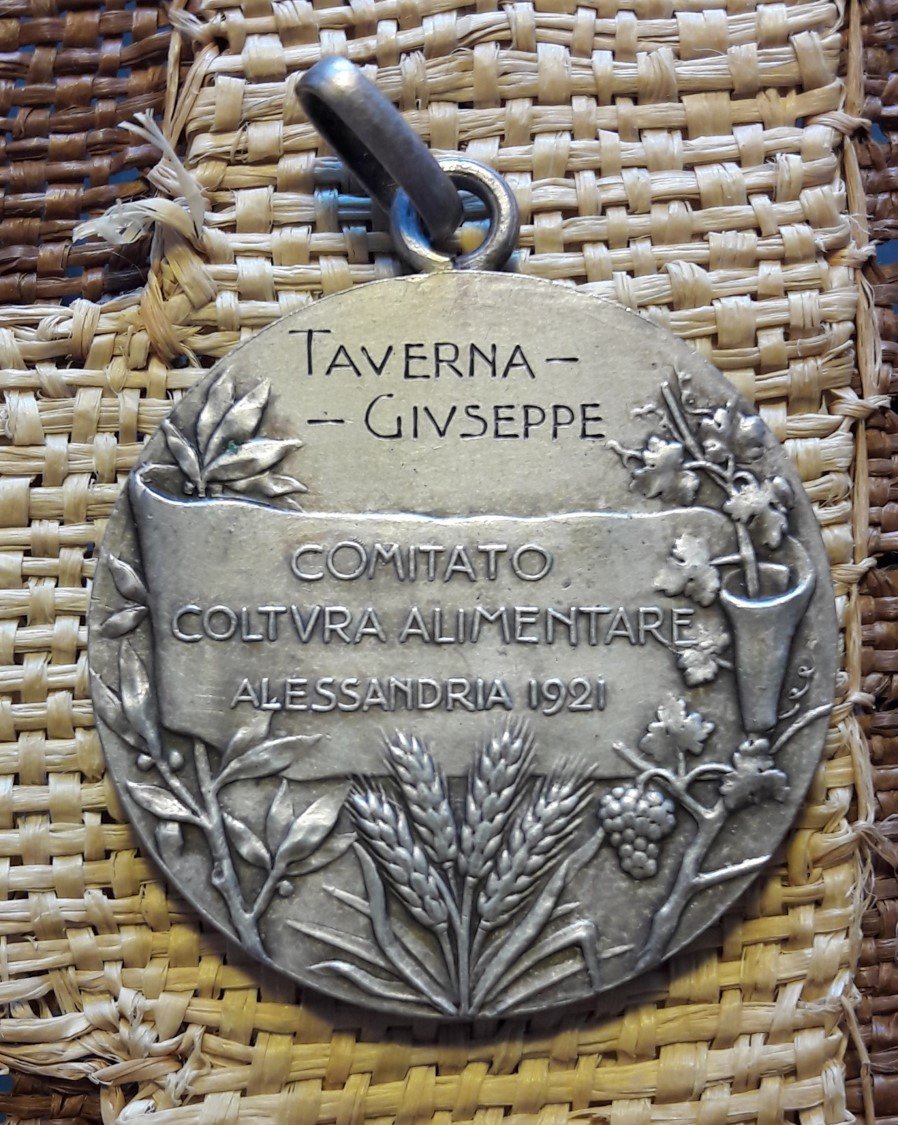 TAVERNA –
– GIVSEPPE
COMITATO
COLTVRA ALIMENTARE
ALESSANDRIA 1921